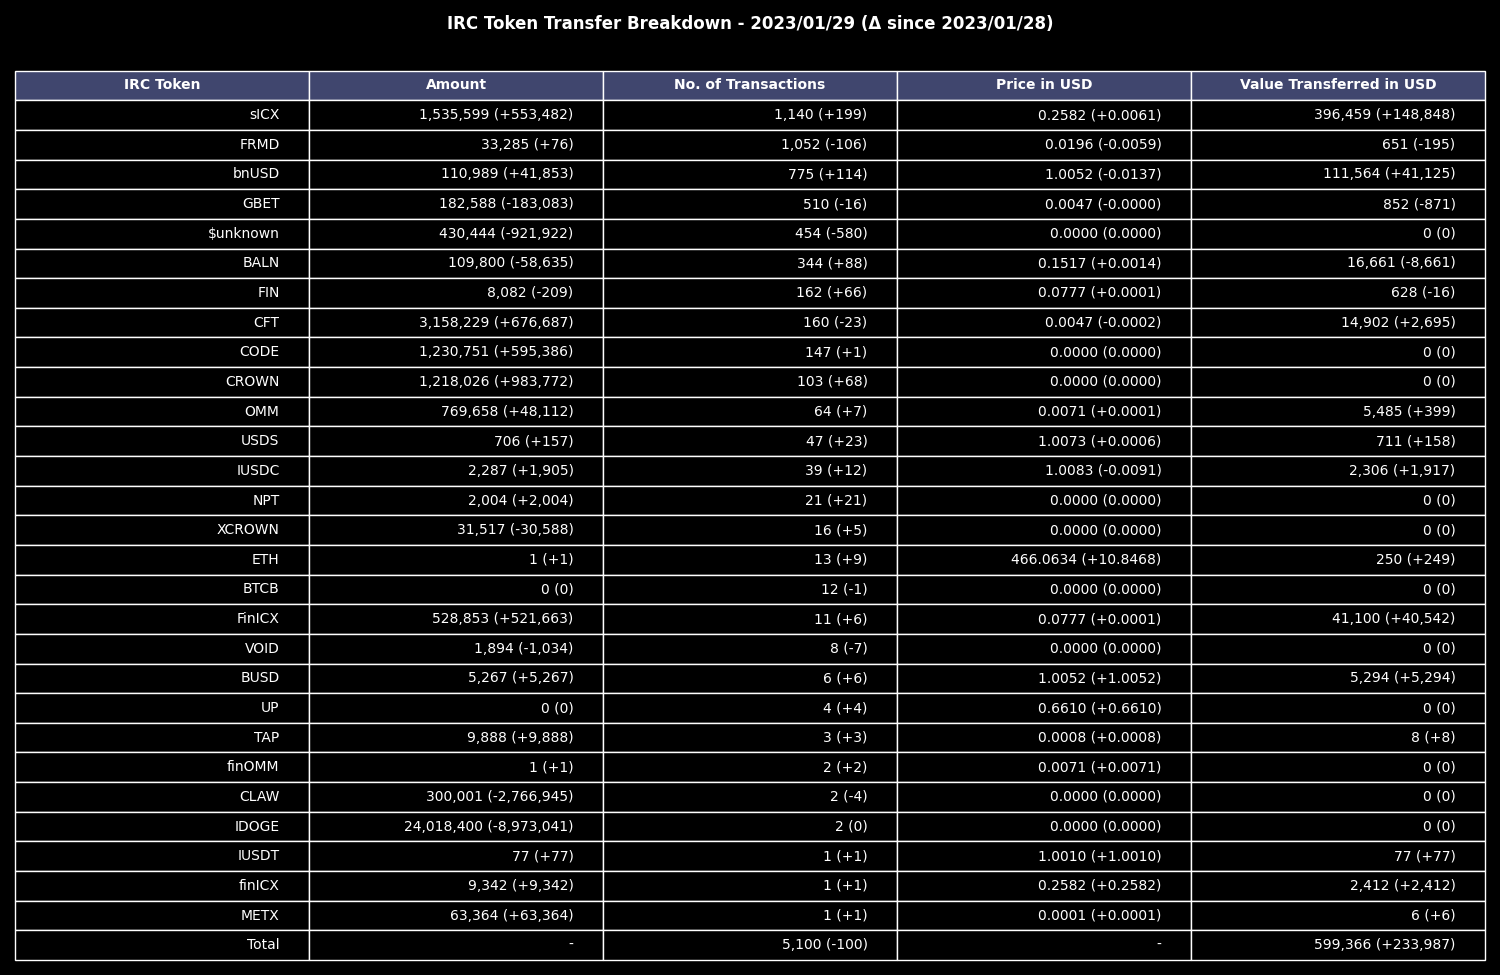 IRC Token Transfer Breakdown - 2023/01/29 (Δ since 2023/01/28)
IRC Token Amount No. of Transactions Price in USD Value Transferred in USD
sICX 1,535,599 (+553,482) 1,140 (+199) 0.2582 (+0.0061) 396,459 (+148,848)
FRMD 33,285 (+76) 1,052 (-106) 0.0196 (-0.0059) 651 (-195)
bnUSD 110,989 (+41,853) 775 (+114) 1.0052 (-0.0137) 111,564 (+41,125)
GBET 182,588 (-183,083) 510 (-16) 0.0047 (-0.0000) 852 (-871)
$unknown 430,444 (-921,922) 454 (-580) 0.0000 (0.0000) 0 (0)
BALN 109,800 (-58,635) 344 (+88) 0.1517 (+0.0014) 16,661 (-8,661)
FIN 8,082 (-209) 162 (+66) 0.0777 (+0.0001) 628 (-16)
CFT 3,158,229 (+676,687) 160 (-23) 0.0047 (-0.0002) 14,902 (+2,695)
CODE 1,230,751 (+595,386) 147 (+1) 0.0000 (0.0000) 0 (0)
CROWN 1,218,026 (+983,772) 103 (+68) 0.0000 (0.0000) 0 (0)
OMM 769,658 (+48,112) 64 (+7) 0.0071 (+0.0001) 5,485 (+399)
USDS 706 (+157) 47 (+23) 1.0073 (+0.0006) 711 (+158)
IUSDC 2,287 (+1,905) 39 (+12) 1.0083 (-0.0091) 2,306 (+1,917)
NPT 2,004 (+2,004) 21 (+21) 0.0000 (0.0000) 0 (0)
XCROWN 31,517 (-30,588) 16 (+5) 0.0000 (0.0000) 0 (0)
ETH 1 (+1) 13 (+9) 466.0634 (+10.8468) 250 (+249)
BTCB 0 (0) 12 (-1) 0.0000 (0.0000) 0 (0)
FinICX 528,853 (+521,663) 11 (+6) 0.0777 (+0.0001) 41,100 (+40,542)
VOID 1,894 (-1,034) 8 (-7) 0.0000 (0.0000) 0 (0)
BUSD 5,267 (+5,267) 6 (+6) 1.0052 (+1.0052) 5,294 (+5,294)
UP 0 (0) 4 (+4) 0.6610 (+0.6610) 0 (0)
TAP 9,888 (+9,888) 3 (+3) 0.0008 (+0.0008) 8 (+8)
finOMM 1 (+1) 2 (+2) 0.0071 (+0.0071) 0 (0)
CLAW 300,001 (-2,766,945) 2 (-4) 0.0000 (0.0000) 0 (0)
IDOGE 24,018,400 (-8,973,041) 2 (0) 0.0000 (0.0000) 0 (0)
IUSDT 77 (+77) 1 (+1) 1.0010 (+1.0010) 77 (+77)
finICX 9,342 (+9,342) 1 (+1) 0.2582 (+0.2582) 2,412 (+2,412)
METX 63,364 (+63,364) 1 (+1) 0.0001 (+0.0001) 6 (+6)
Total - 5,100 (-100) - 599,366 (+233,987)